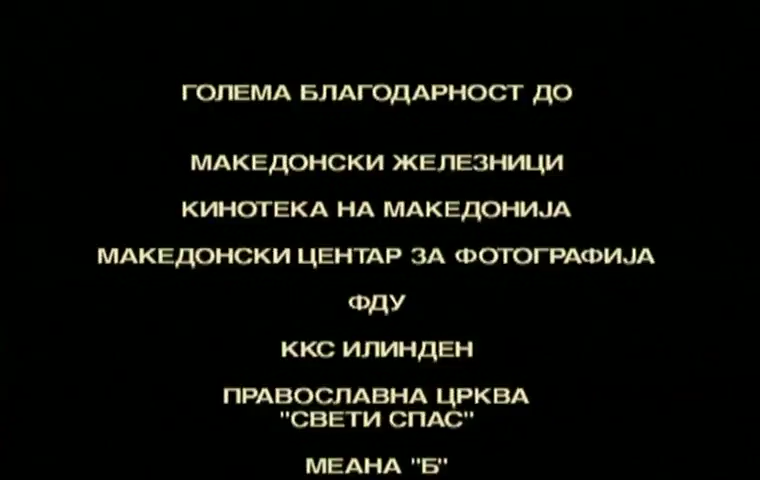 ГОЛЕМА БЛАГОДАРНОСТ ДО
МАКЕДОНСКИ ЖЕЛЕЗНИЦИ
КИНОТЕКА НА МАКЕДОНИЈА
МАКЕДОНСКИ ЦЕНТАР ЗА ФОТОГРАФИЈА
ФДУ
ККС ИЛИНДЕН
ПРАВОСЛАВНА ЦРКВА
"СВЕТИ СПАС"
МЕАНА "Б"